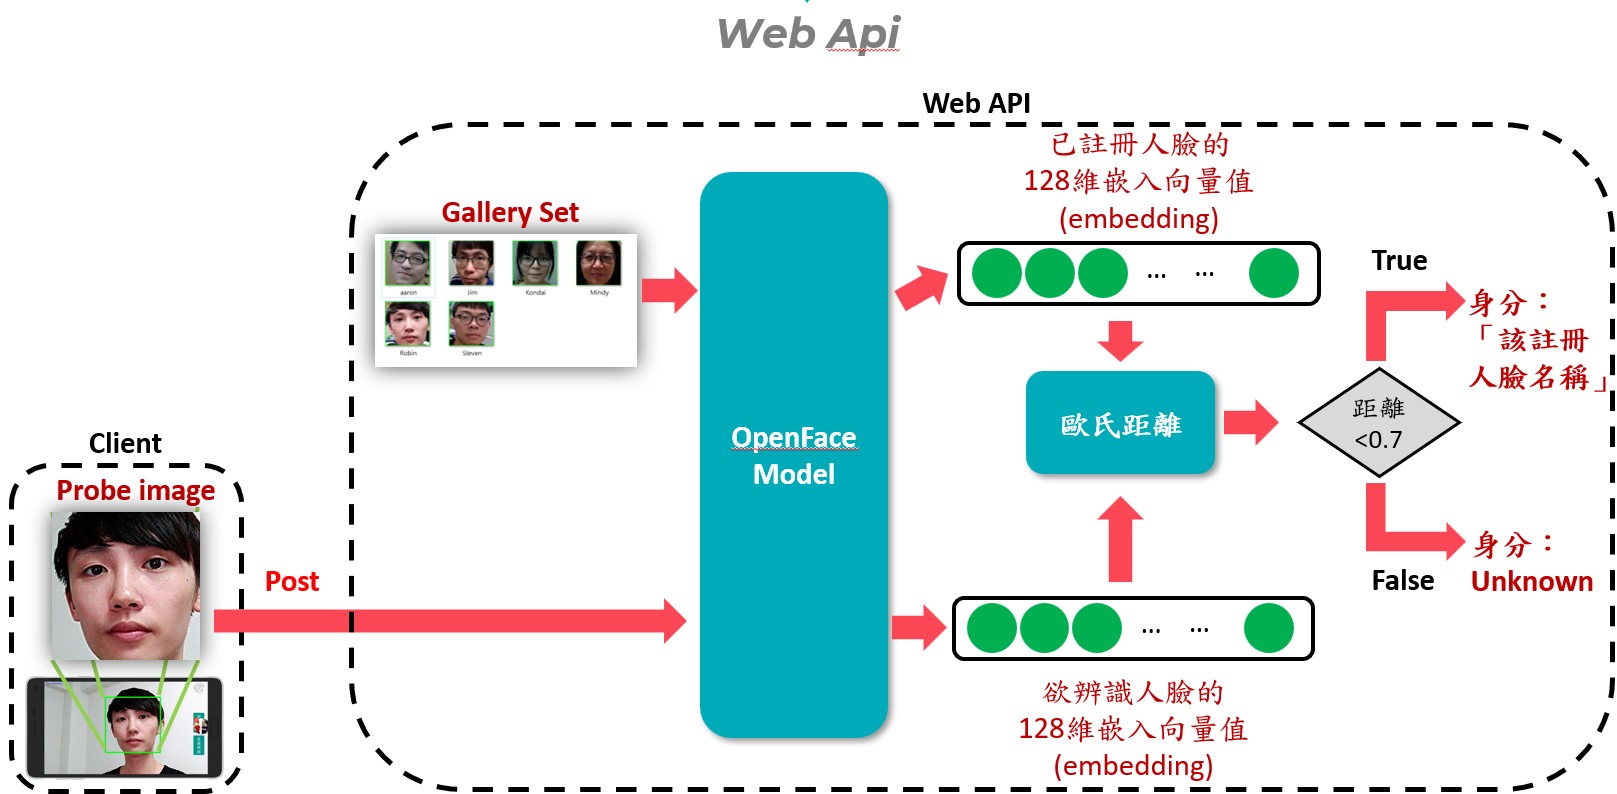 Web Api
Web API
已註冊人臉的
128維嵌入向量值
(embedding)
Gallery Set
aaron
Jim
Kondai
Mindy
Robin
Steven
... ...
True
身分：
「該註冊
人臉名稱」
OpenFace
Model
歐氏距離
距離
<0.7
Client
Probe image
Post
身分：
False
Unknown
... ...
欲辨識人臉的
128維嵌入向量值
(embedding)